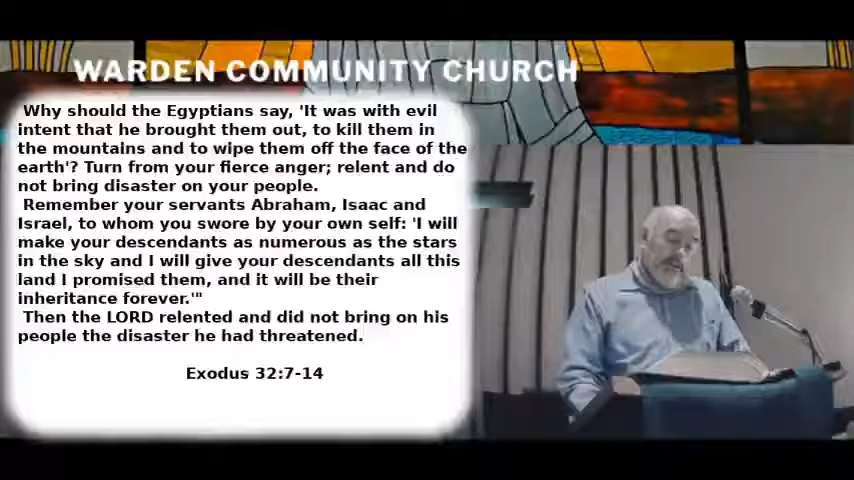 WARDEN COMMUNITY CHURCH
Why should the Egyptians say, 'It was with evil
intent that he brought them out, to kill them in
the mountains and to wipe them off the face of the
earth'? Turn from your fierce anger; relent and do
not bring disaster on your people.
Remember your servants Abraham, Isaac and
Israel, to whom you swore by your own self: 'I will
make your descendants as numerous as the stars
in the sky and I will give your descendants all this
land I promised them, and it will be their
inheritance forever.'"
Then the LORD relented and did not bring on his
people the disaster he had threatened.
Exodus 32:7-14